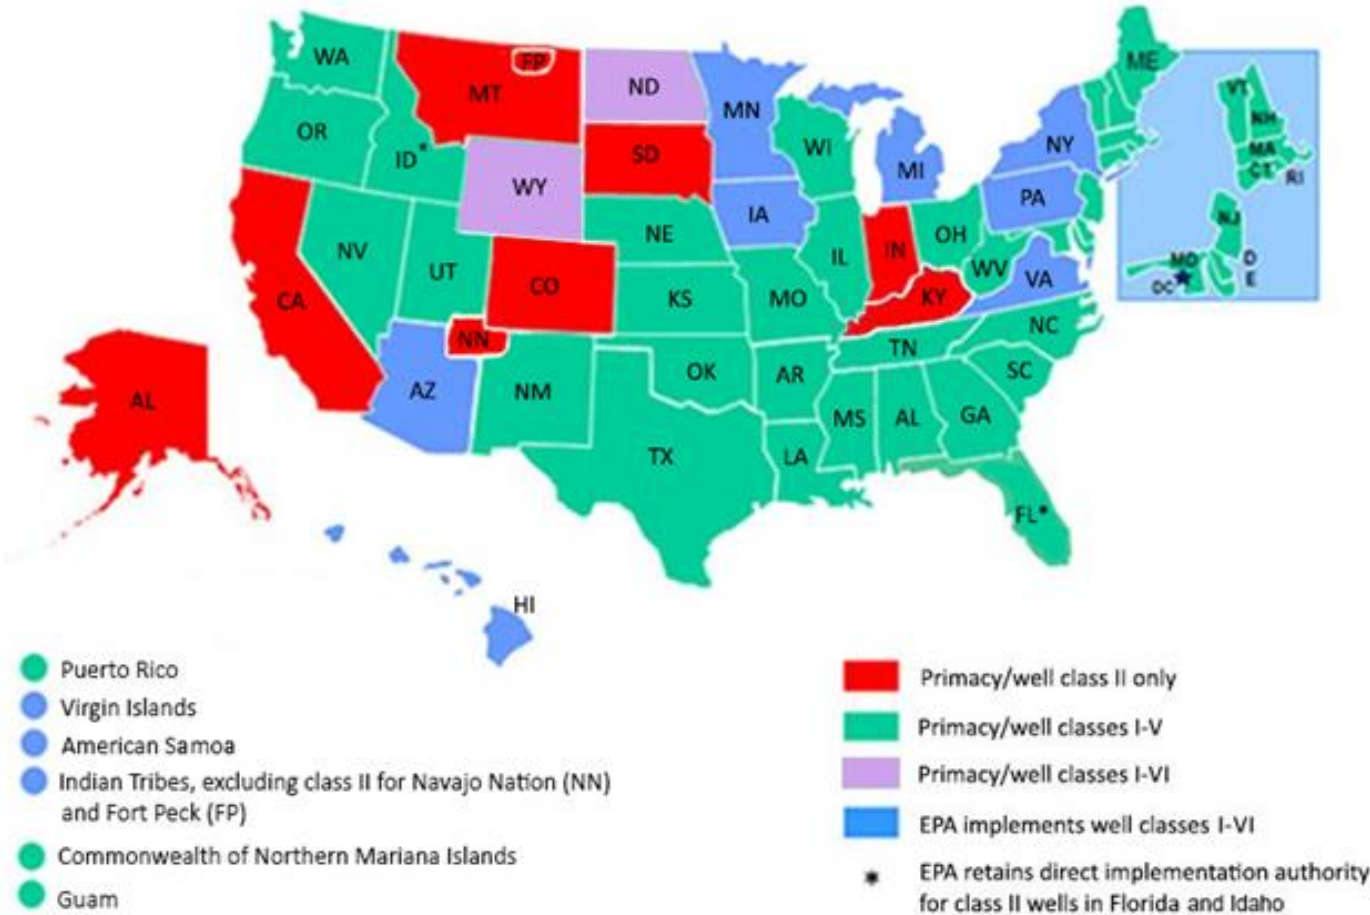 WA
OR
ID*
MT
FP
ND
SD
WY
NV
UT
CO
CA
NN
AZ
NM
NE
KS
OK
TX
MN
IA
MO
AR
LA
WI
IL
MI
IN
OH
KY
TN
MS
AL
GA
FL*
SC
NC
VA
WV
PA
NY
ME
VT
NH
MA
CT
RI
NJ
MD
DC
D
E
AL
HI
Puerto Rico
Virgin Islands
American Samoa
Indian Tribes, excluding class II for Navajo Nation (NN)
and Fort Peck (FP)
Commonwealth of Northern Mariana Islands
Guam
Primacy/well class II only
Primacy/well classes I-V
Primacy/well classes I-VI
EPA implements well classes I-VI
* EPA retains direct implementation authority
for class II wells in Florida and Idaho